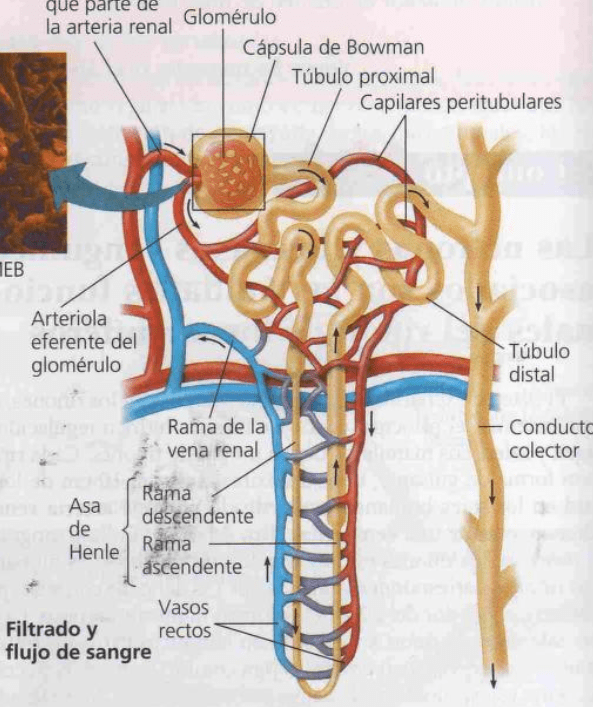 que parte de
la arteria renal
Glomérulo
Cápsula de Bowman
Túbulo proximal
Capilares peritubulares
MEB
Arteriola
eferente del
glomérulo
Túbulo
distal
Rama de la
vena renal
Conducto
colector
Asa
de
Henle
Rama
descendente
Rama
ascendente
Vasos
rectos
Filtrado y
flujo de sangre